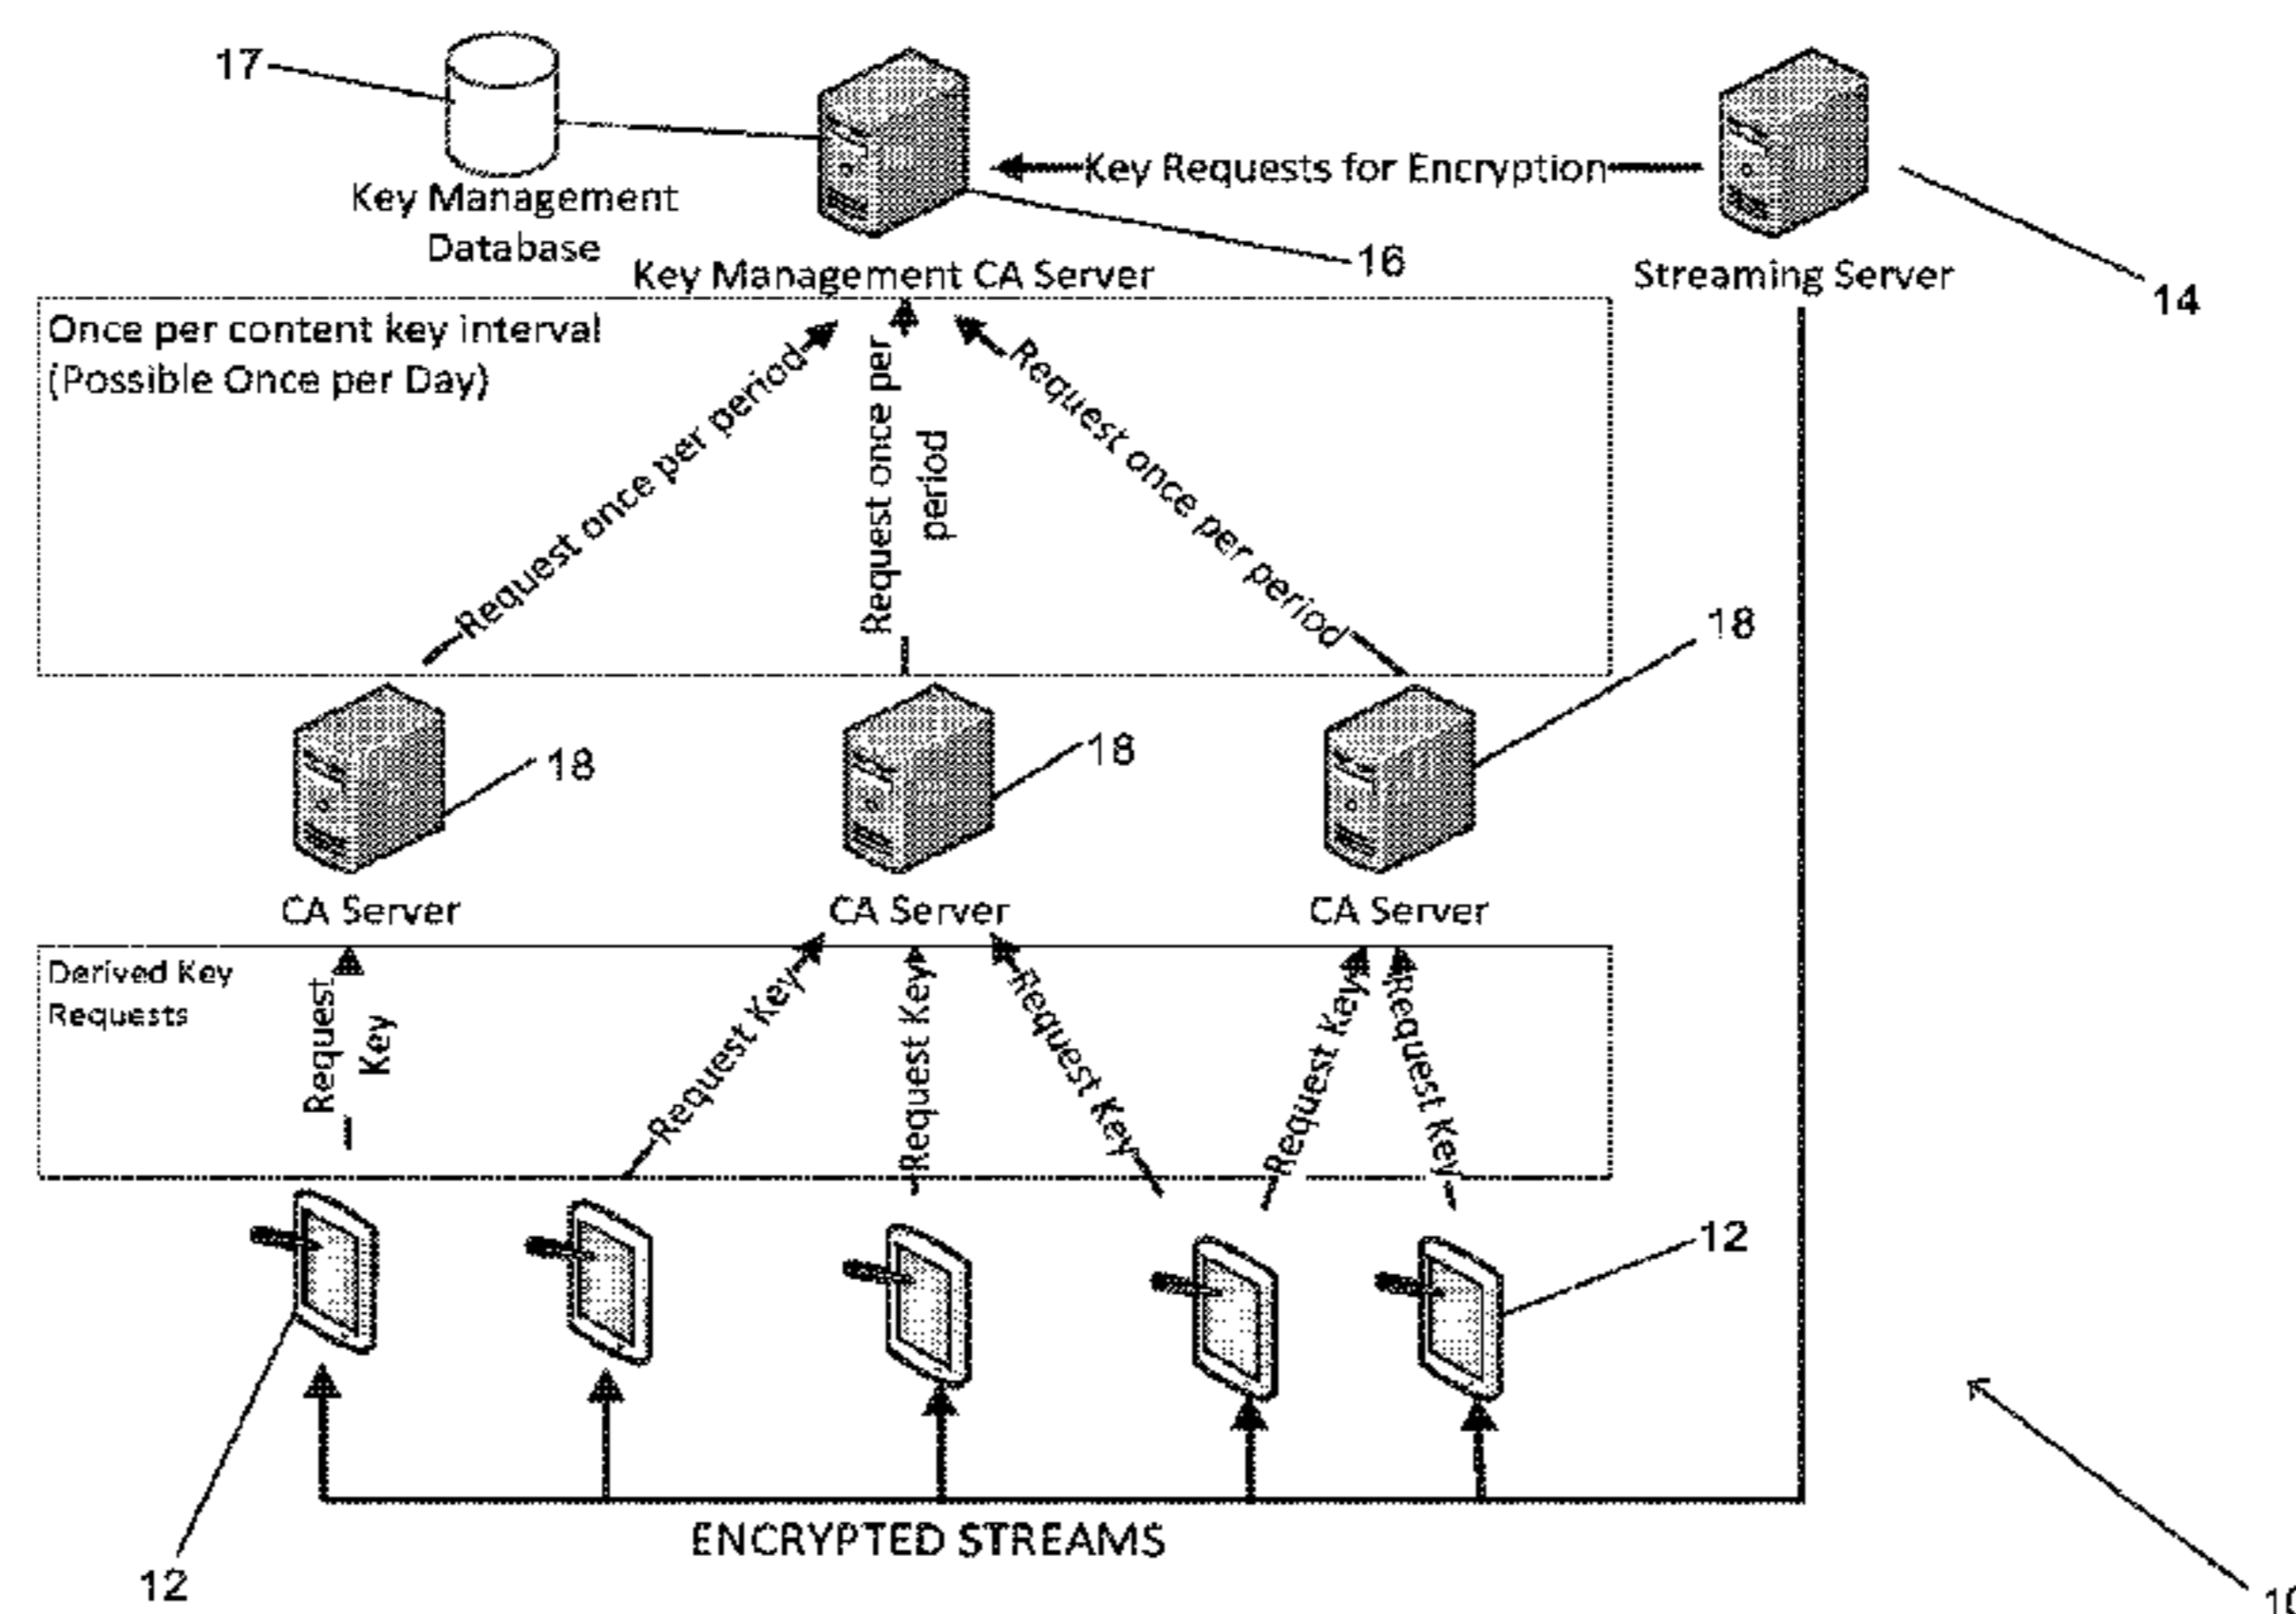 17
Key Management
Database
Key Requests for Encryption
16
Key Management CA Server
Streaming Server
14
Once per content key interval
(Possible Once per Day)
Request once per period
Request once per
period
Request once per period
18
18
18
CA Server
CA Server
CA Server
Derived Key
Requests
Request
Key
Request Key
Request Key
Request Key
Request Key
Request Key
12
ENCRYPTED STREAMS
12